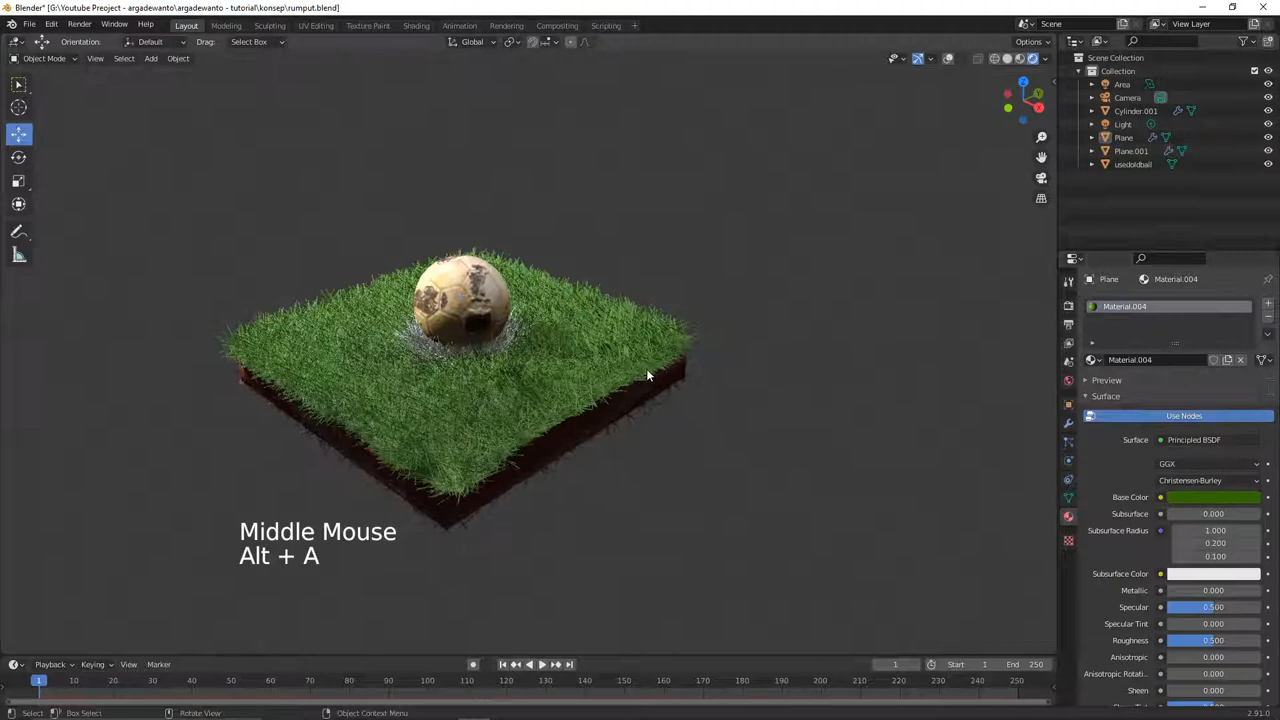 Blender* [G:\Youtube Preoject - argadewanto\argadewanto - tutorial\konsep\rumput.blend]
File Edit Render Window Help Layout Modeling Sculpting UV Editing Texture Paint Shading Animation Rendering Compositing Scripting + Scene View Layer
Orientation: Default Drag: Select Box Global Options
Object Mode View Select Add Object
Scene Collection
Collection
Area
Camera
Cylinder.001
Light
Plane
Plane.001
usedoldball
Z
Y
X
Plane Material.004
Material.004
Material.004
Preview
Surface
Use Nodes
Surface Principled BSDF
GGX
Christensen-Burley
Base Color
Subsurface 0.000
Subsurface Radius 1.000
0.200
0.100
Subsurface Color
Metallic 0.000
Specular 0.500
Specular Tint 0.000
Roughness 0.500
Anisotropic 0.000
Anisotropic Rotati... 0.000
Sheen 0.000
Middle Mouse
Alt + A
Playback Keying View Marker 1 Start 1 End 250
1 10 20 30 40 50 60 70 80 90 100 110 120 130 140 150 160 170 180 190 200 210 220 230 240 250
Select Box Select Rotate View Object Context Menu 2.91.0